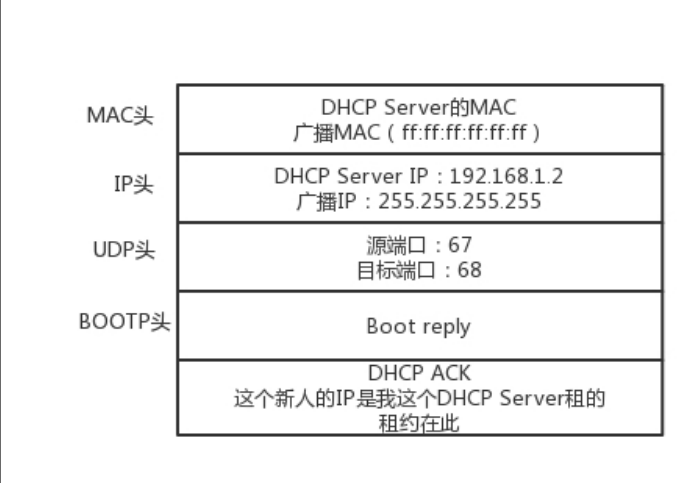 MAC头
DHCP Server的MAC
广播MAC（ff:ff:ff:ff:ff:ff）
IP头
DHCP Server IP：192.168.1.2
广播IP：255.255.255.255
UDP头
源端口：67
目标端口：68
BOOTP头
Boot reply
DHCP ACK
这个新人的IP是我这个DHCP Server租的
租约在此